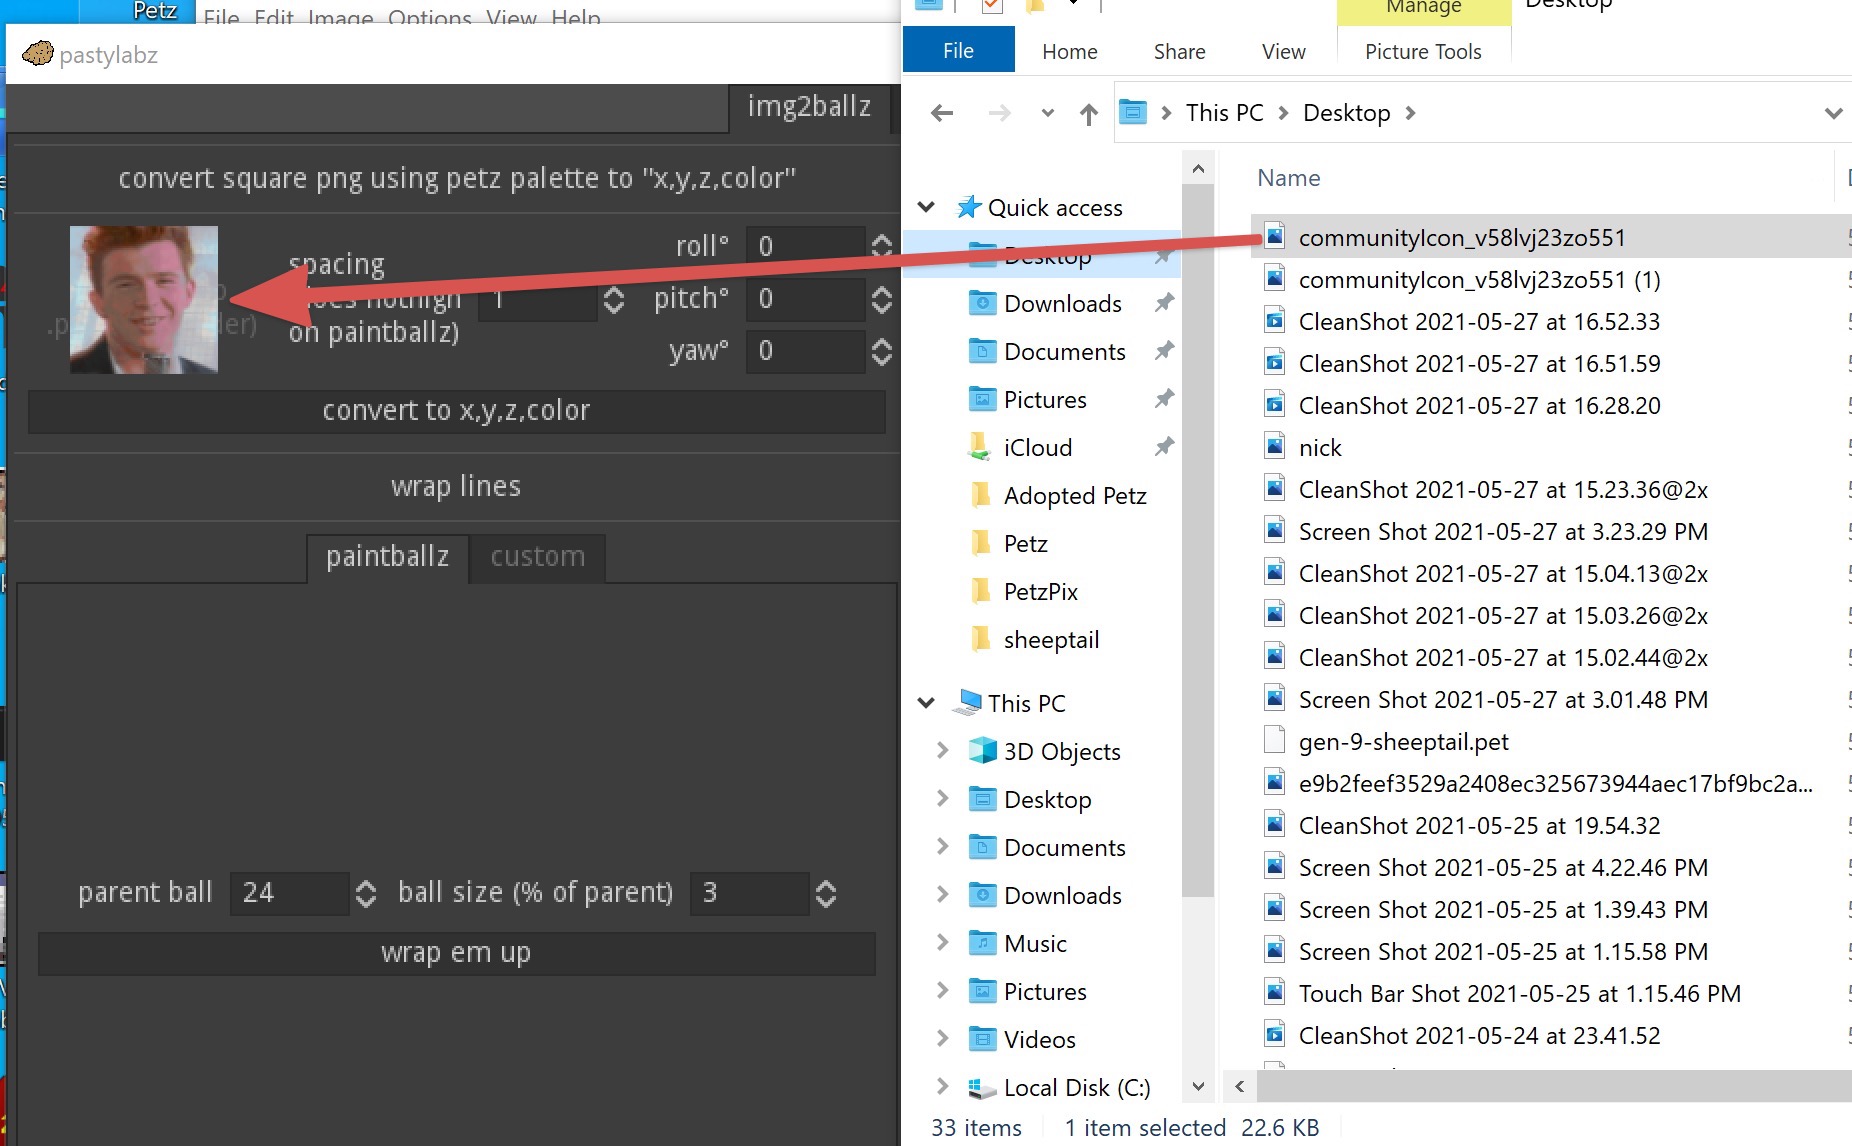 Petz
File Edit Image Options View Help
pastylabz
img2ballz
convert square png using petz palette to "x,y,z,color"
spacing
on paintballz)
1
roll° 0
pitch° 0
yaw° 0
convert to x,y,z,color
wrap lines
paintballz custom
parent ball 24 ball size (% of parent) 3
wrap em up
Manage
Desktop
File Home Share View Picture Tools
This PC Desktop
Quick access
Desktop
Downloads
Documents
Pictures
iCloud
Adopted Petz
Petz
PetzPix
sheeptail
This PC
3D Objects
Desktop
Documents
Downloads
Music
Pictures
Videos
Local Disk (C:)
Name
communityIcon_v58lvj23zo551
communityIcon_v58lvj23zo551 (1)
CleanShot 2021-05-27 at 16.52.33
CleanShot 2021-05-27 at 16.51.59
CleanShot 2021-05-27 at 16.28.20
nick
CleanShot 2021-05-27 at 15.23.36@2x
Screen Shot 2021-05-27 at 3.23.29 PM
CleanShot 2021-05-27 at 15.04.13@2x
CleanShot 2021-05-27 at 15.03.26@2x
CleanShot 2021-05-27 at 15.02.44@2x
Screen Shot 2021-05-27 at 3.01.48 PM
gen-9-sheeptail.pet
e9b2feef3529a2408ec325673944aec17bf9bc2a...
CleanShot 2021-05-25 at 19.54.32
Screen Shot 2021-05-25 at 4.22.46 PM
Screen Shot 2021-05-25 at 1.39.43 PM
Screen Shot 2021-05-25 at 1.15.58 PM
Touch Bar Shot 2021-05-25 at 1.15.46 PM
CleanShot 2021-05-24 at 23.41.52
33 items 1 item selected 22.6 KB